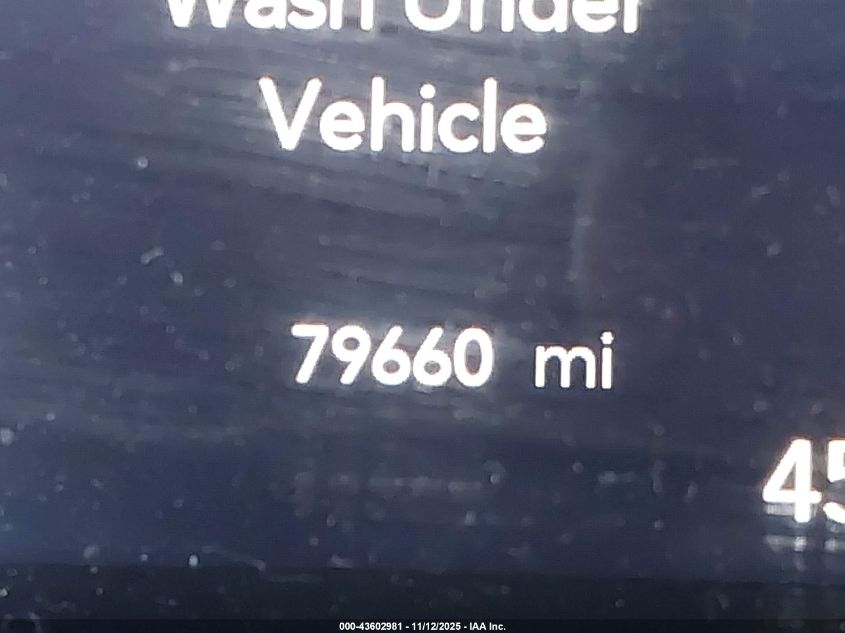 Wash Under
Vehicle
79660 mi
45
000-43602981 - 11/12/2025 - IAA Inc.